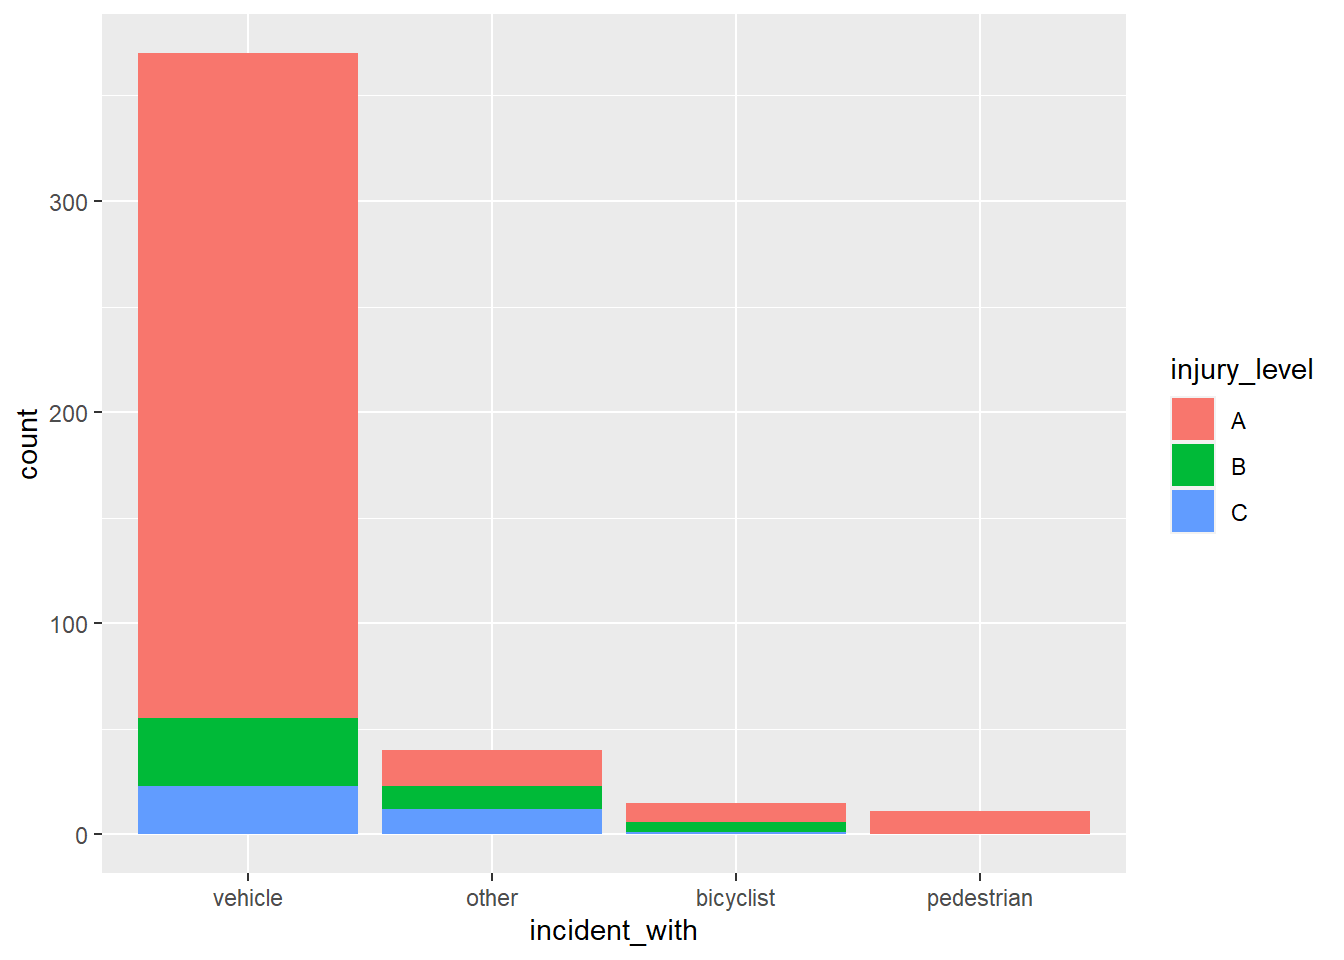 300
200
100
0
count
vehicle other bicyclist pedestrian
incident_with
injury_level
A
B
C